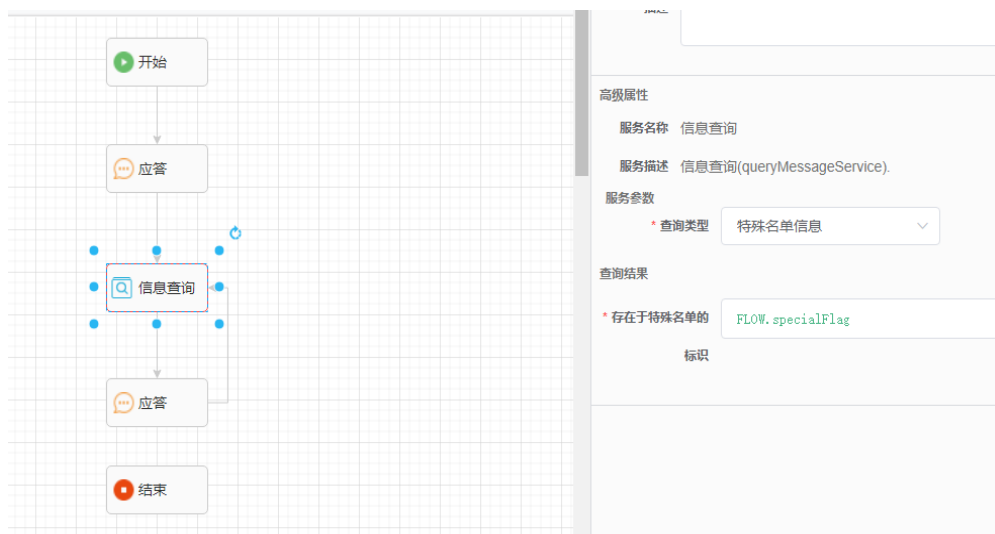 开始
应答
信息查询
应答
结束
高级属性
服务名称 信息查询
服务描述 信息查询(queryMessageService).
服务参数
* 查询类型 特殊名单信息
查询结果
* 存在于特殊名单的 FLOW.specialFlag
标识